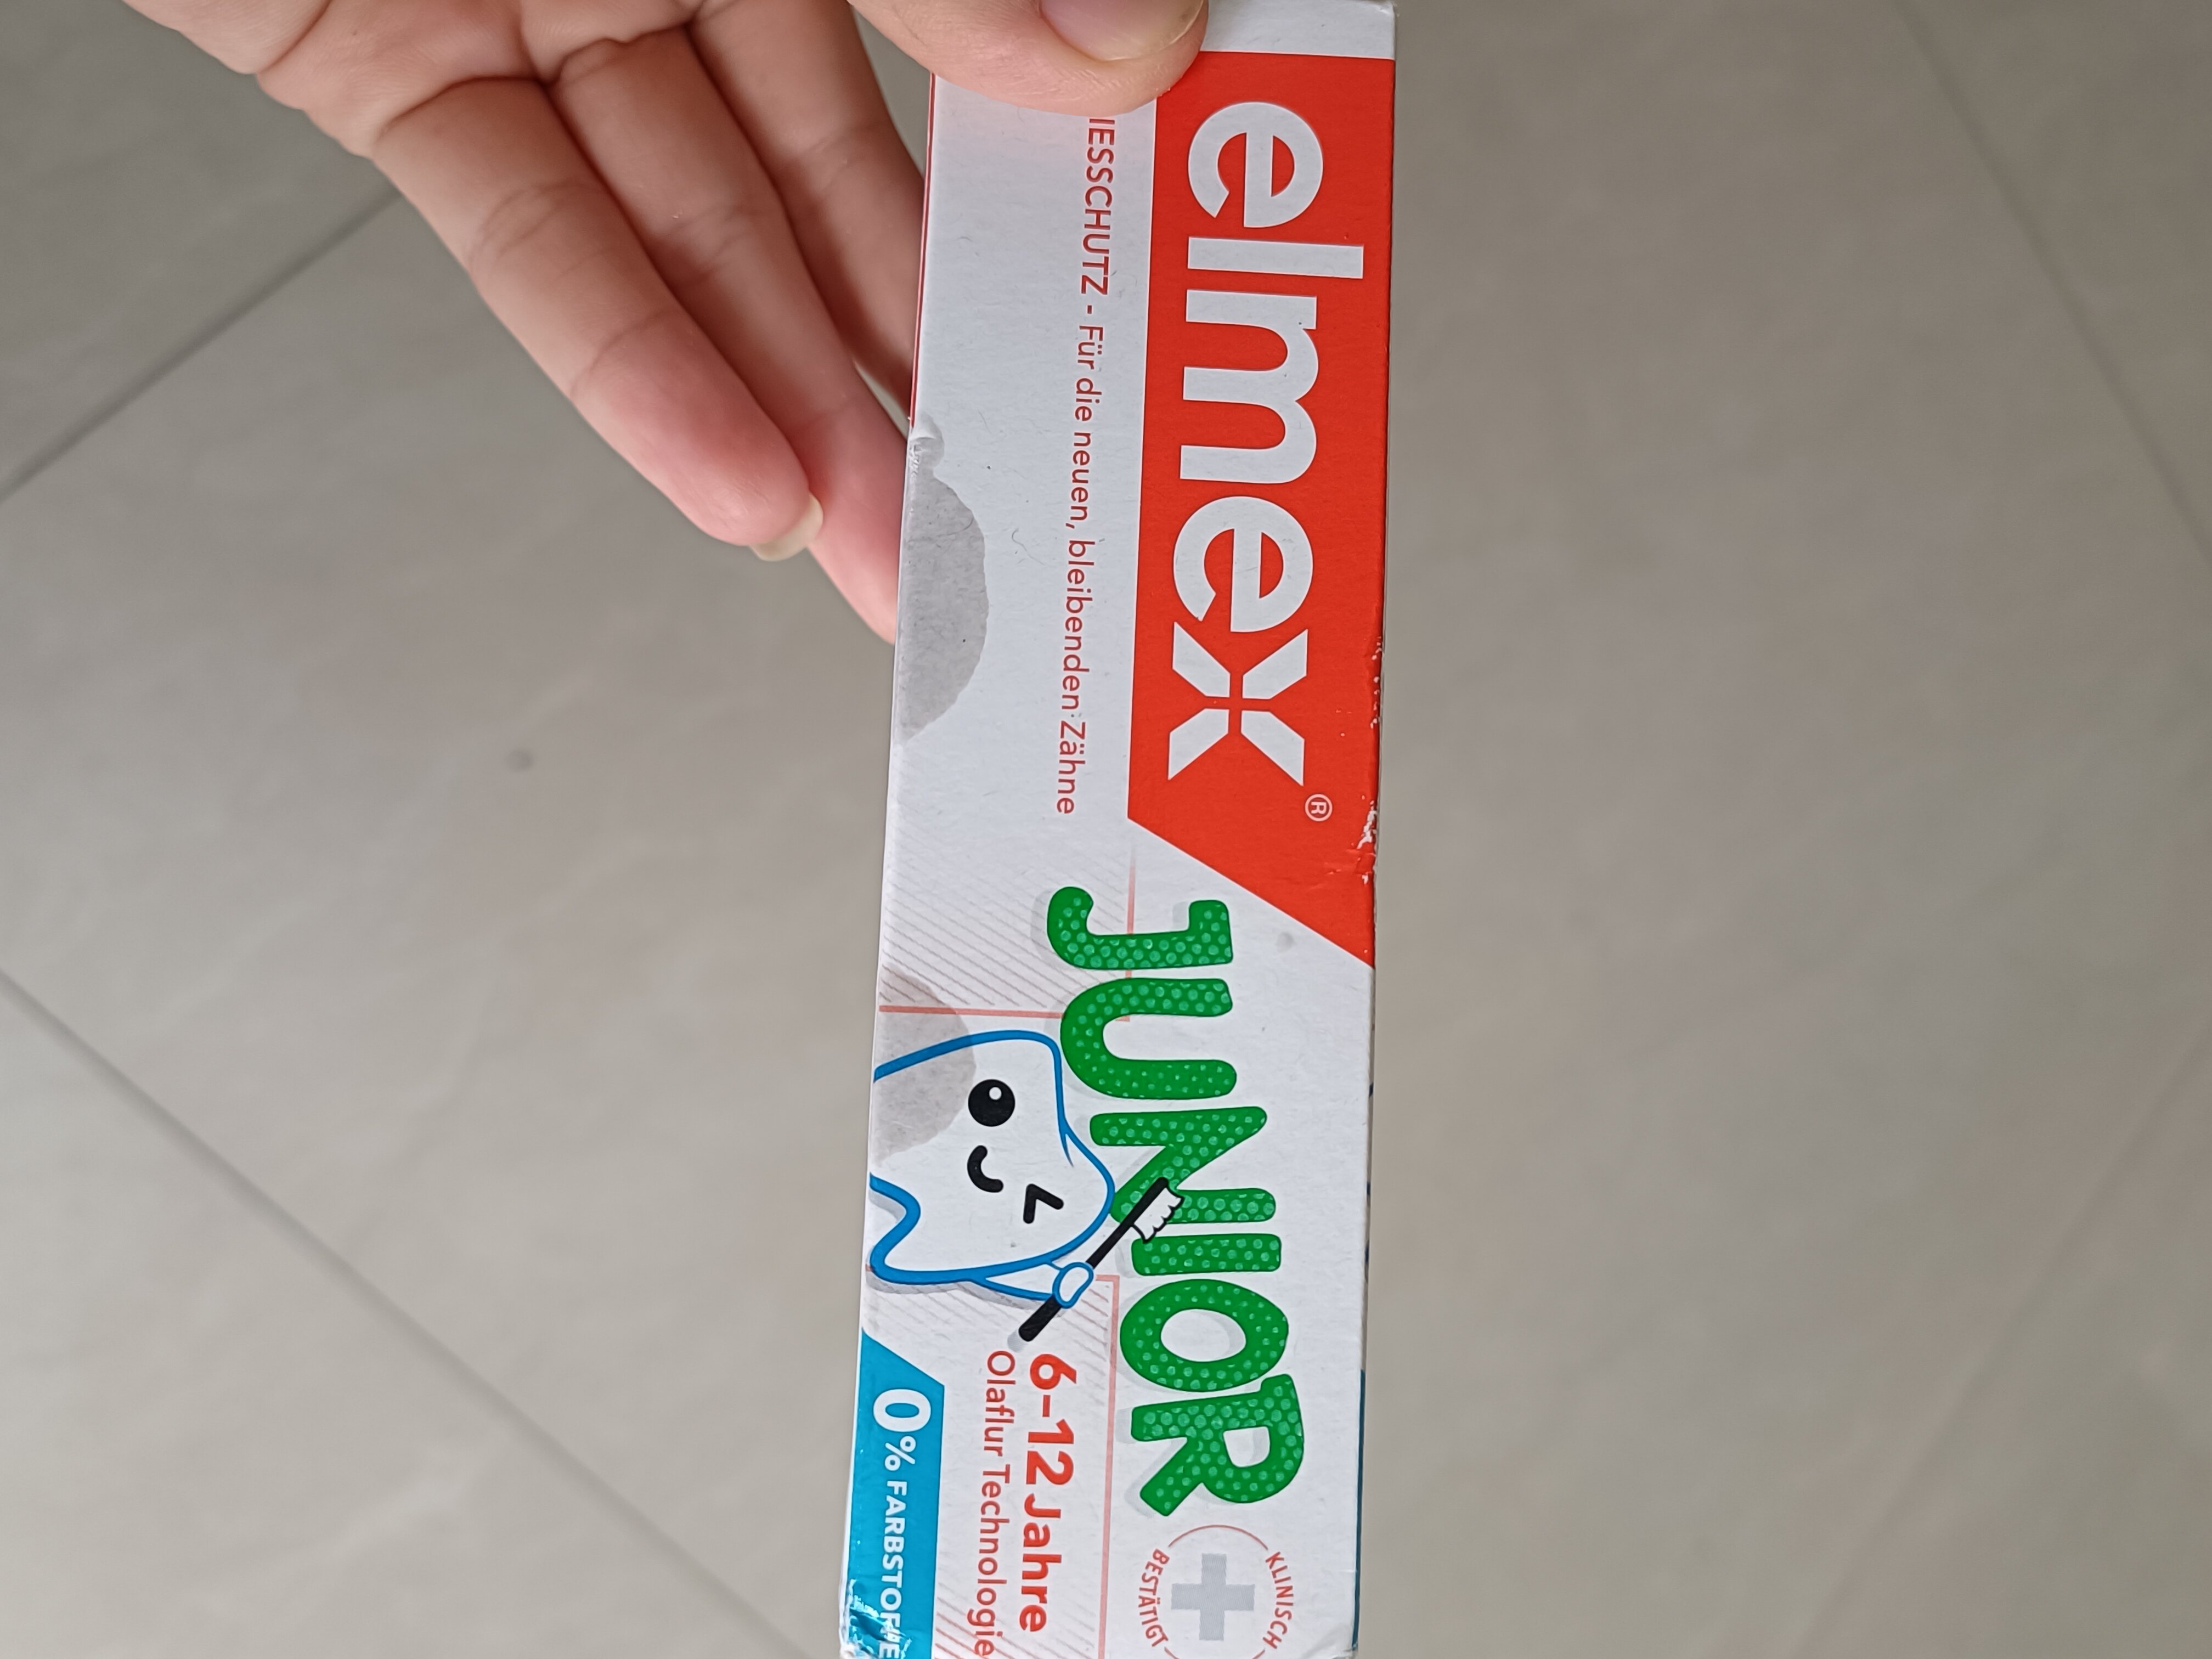 elmex®
IESSCHUTZ - Für die neuen, bleibenden Zähne
JUNIOR
6-12 Jahre
Olaflur Technologie
0% FARBSTOFFE
KLINISCH
BESTÄTIGT